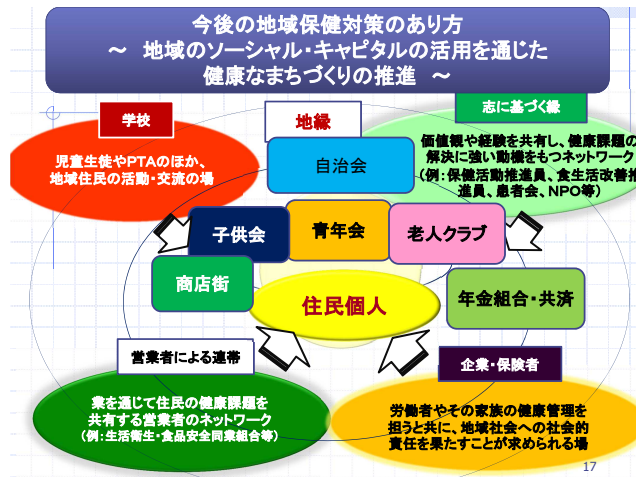 今後の地域保健対策のあり方
～ 地域のソーシャル・キャピタルの活用を通じた
健康なまちづくりの推進 ～
学校
児童生徒やPTAのほか、
地域住民の活動・交流の場
地縁
自治会
志に基づく縁
価値観や経験を共有し、健康課題の
解決に強い動機をもつネットワーク
(例:保健活動推進員、食生活改善推
進員、患者会、NPO等)
子供会
青年会
老人クラブ
商店街
住民個人
年金組合・共済
営業者による連帯
業を通じて住民の健康課題を
共有する営業者のネットワーク
(例:生活衛生・食品安全同業組合等)
企業・保険者
労働者やその家族の健康管理を
担うと共に、地域社会への社会的
責任を果たすことが求められる場
17